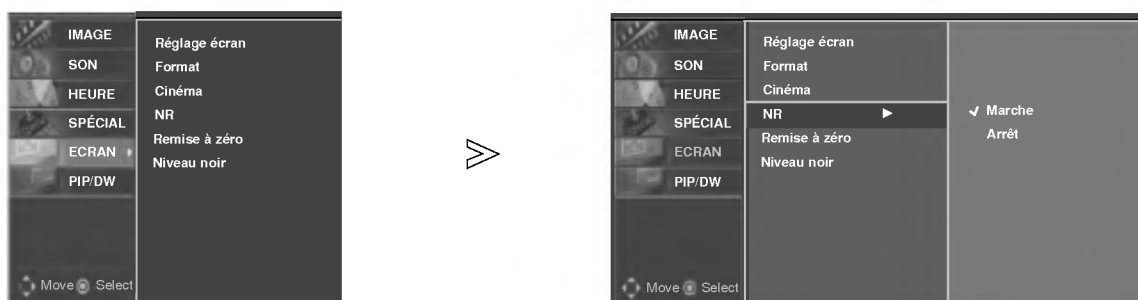 IMAGE
SON
HEURE
SPÉCIAL
ECRAN
PIP/DW
Réglage écran
Format
Cinéma
NR
Remise à zéro
Niveau noir
Move Select
IMAGE
SON
HEURE
SPÉCIAL
ECRAN
PIP/DW
Réglage écran
Format
Cinéma
NR
Remise à zéro
Niveau noir
Marche
Arrêt
Move Select